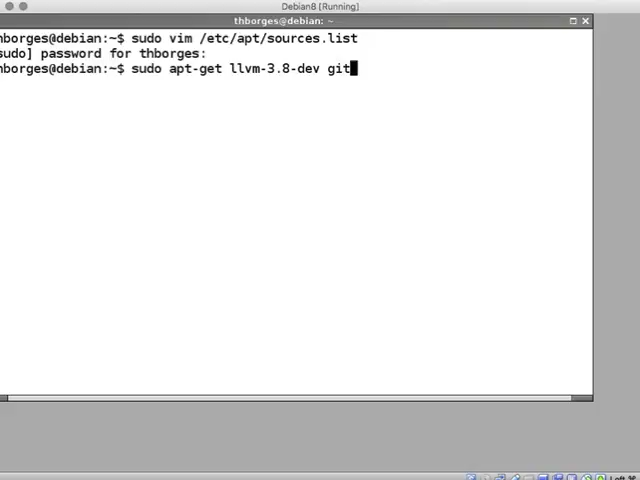 Debian8 [Running]
thborges@debian: ~
hborges@debian:~$ sudo vim /etc/apt/sources.list
sudo] password for thborges:
hborges@debian:~$ sudo apt-get llvm-3.8-dev git
Left ⌘